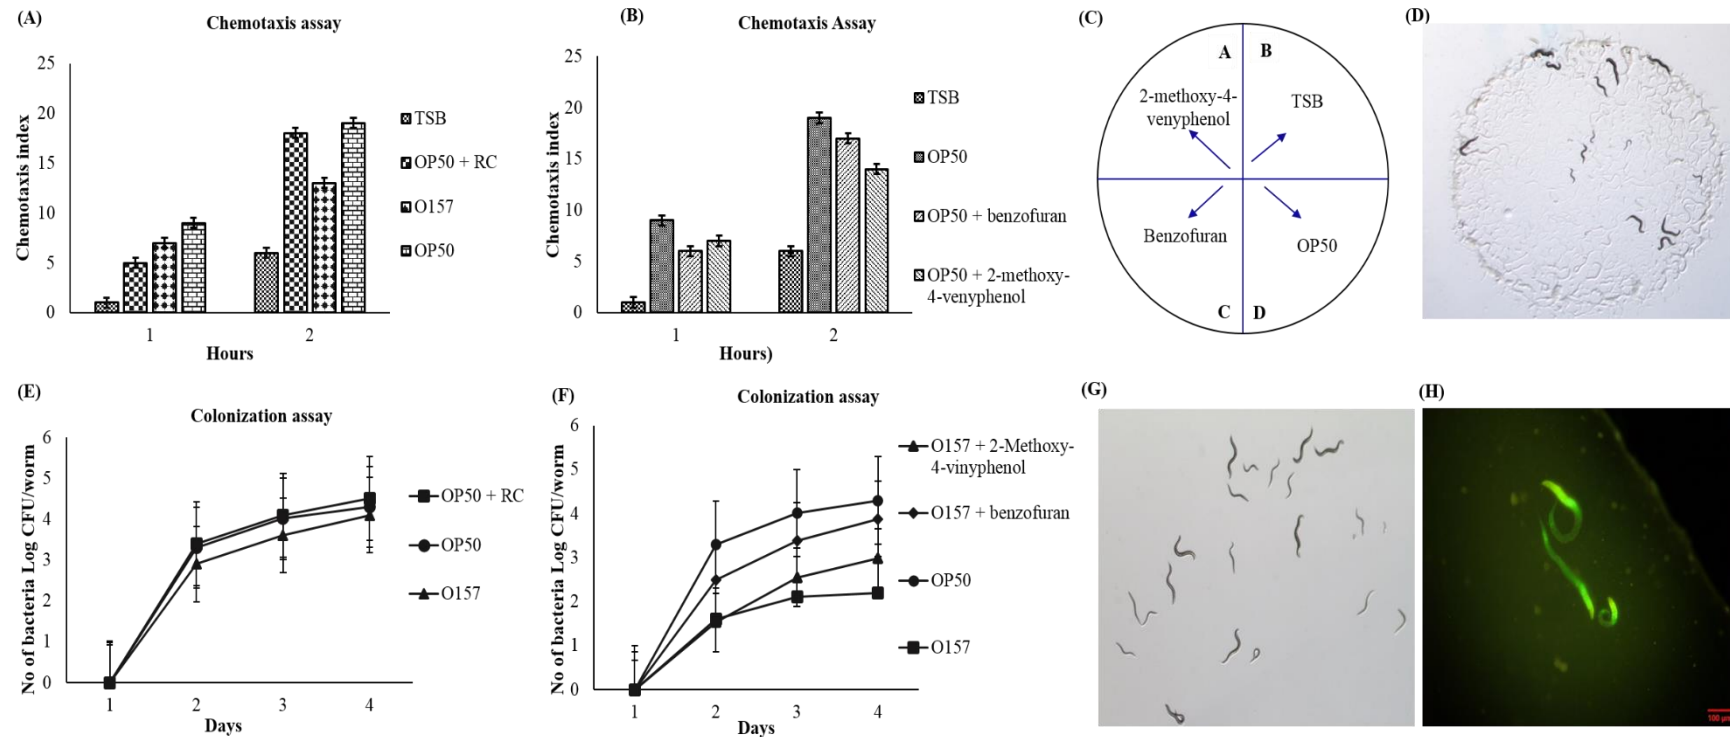 (A)
Chemotaxis assay
Chemotaxis index
25
20
15
10
5
0
1
2
Hours
TSB
OP50 + RC
O157
OP50
(B)
Chemotaxis Assay
Chemotaxis index
25
20
15
10
5
0
1
2
Hours)
TSB
OP50
OP50 + benzofuran
OP50 + 2-methoxy-
4-venyphenol
(C)
A
B
2-methoxy-4-
venyphenol
TSB
Benzofuran
OP50
C
D
(D)
(E)
Colonization assay
No of bacteria Log CFU/worm
6
5
4
3
2
1
0
1
2
3
4
Days
OP50 + RC
OP50
O157
(F)
Colonization assay
No of bacteria Log CFU/worm
6
5
4
3
2
1
0
1
2
3
4
Days
O157 + 2-Methoxy-
4-vinyphenol
O157 + benzofuran
OP50
O157
(G)
(H)
100 µm